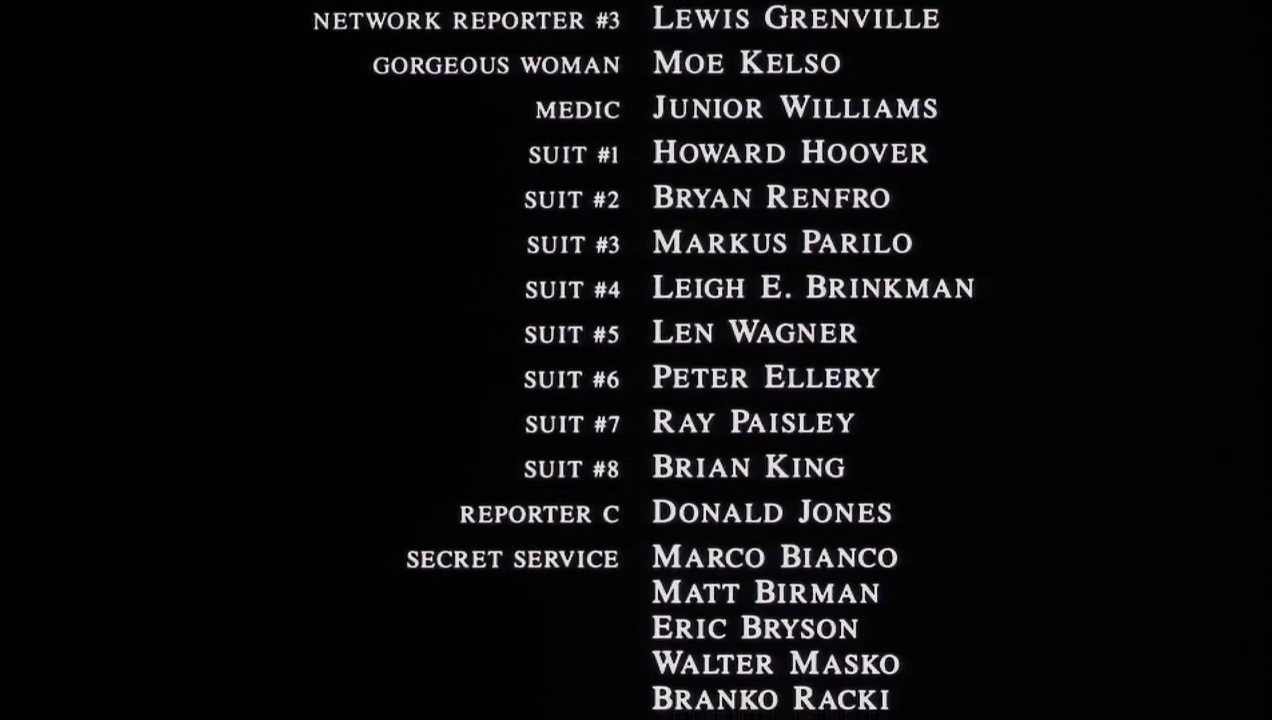 NETWORK REPORTER #3 LEWIS GRENVILLE
GORGEOUS WOMAN MOE KELSO
MEDIC JUNIOR WILLIAMS
SUIT #1 HOWARD HOOVER
SUIT #2 BRYAN RENFRO
SUIT #3 MARKUS PARILO
SUIT #4 LEIGH E. BRINKMAN
SUIT #5 LEN WAGNER
SUIT #6 PETER ELLERY
SUIT #7 RAY PAISLEY
SUIT #8 BRIAN KING
REPORTER C DONALD JONES
SECRET SERVICE MARCO BIANCO
MATT BIRMAN
ERIC BRYSON
WALTER MASKO
BRANKO RACKI